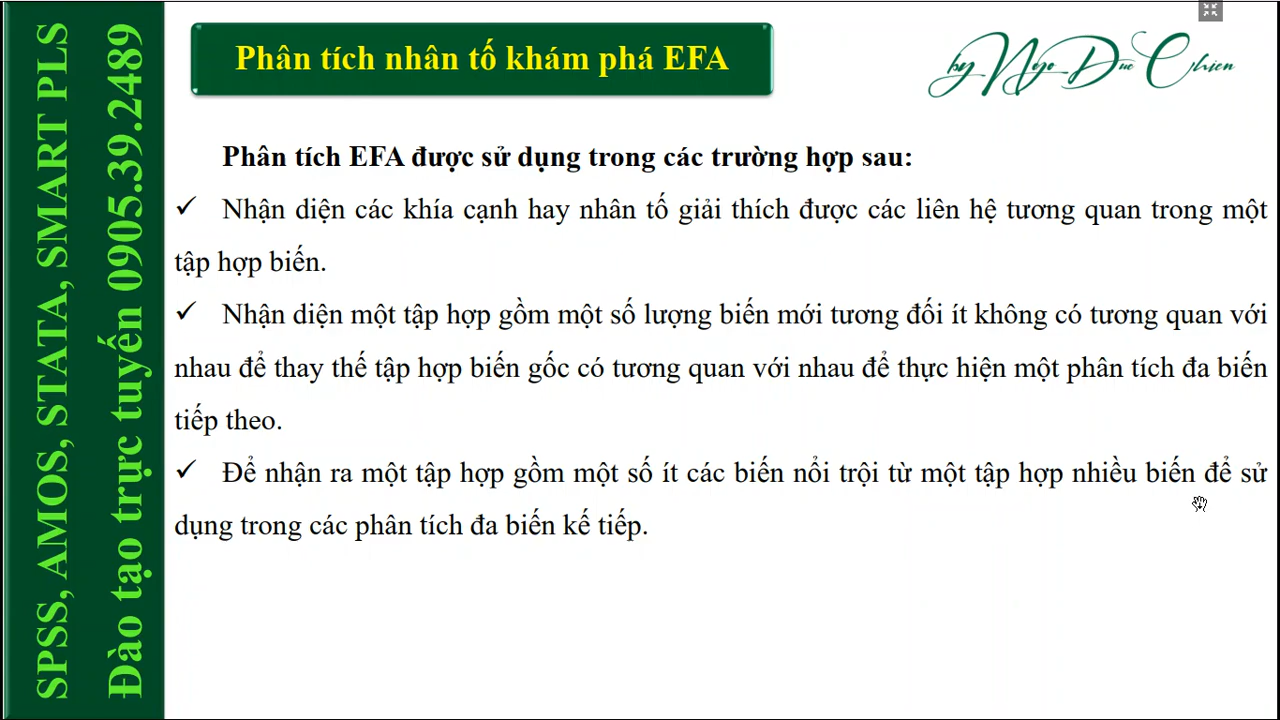 SPSS, AMOS, STATA, SMART PLS
Đào tạo trực tuyến 0905.39.2489
Phân tích nhân tố khám phá EFA
by Ngo Duc Chien
Phân tích EFA được sử dụng trong các trường hợp sau:
✓ Nhận diện các khía cạnh hay nhân tố giải thích được các liên hệ tương quan trong một
tập hợp biến.
✓ Nhận diện một tập hợp gồm một số lượng biến mới tương đối ít không có tương quan với
nhau để thay thế tập hợp biến gốc có tương quan với nhau để thực hiện một phân tích đa biến
tiếp theo.
✓ Để nhận ra một tập hợp gồm một số ít các biến nổi trội từ một tập hợp nhiều biến để sử
dụng trong các phân tích đa biến kế tiếp.